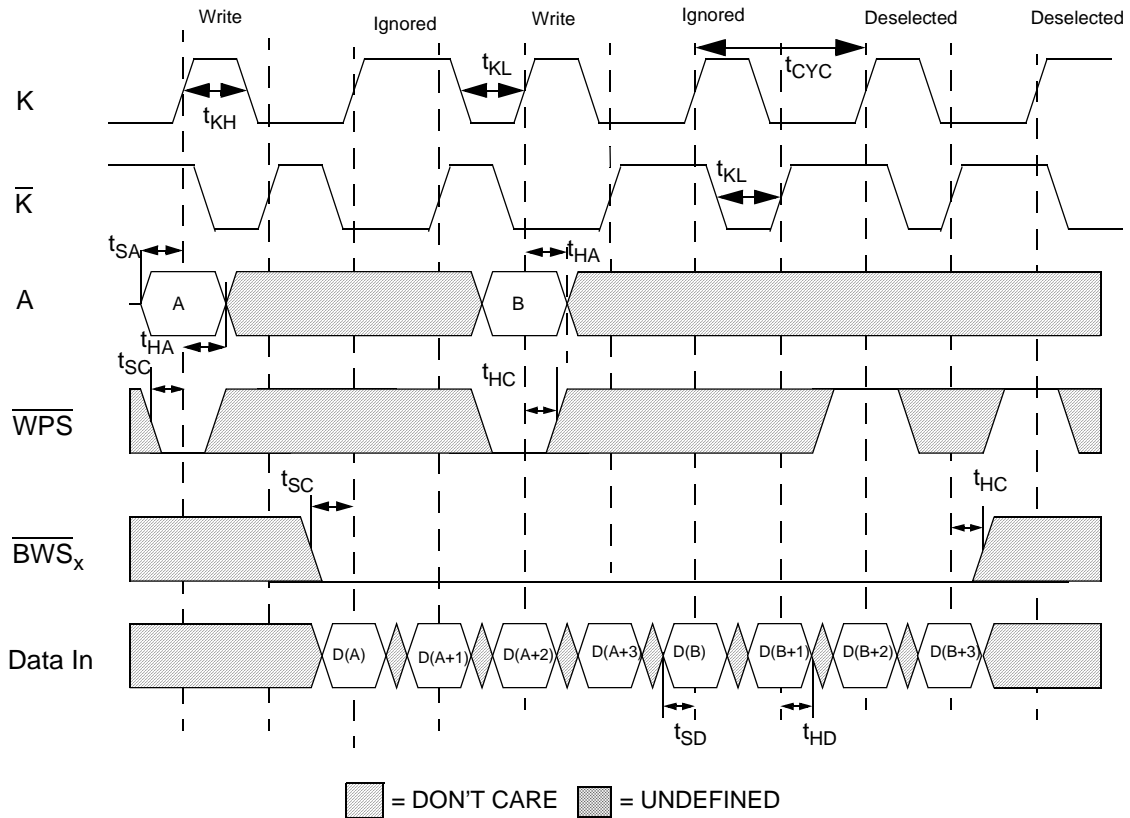 Write Ignored Write Ignored Deselected Deselected
K
tKH
tKL
tCYC
K
tKL
tSA
tHA
A
A
B
tHA
tSC
tHC
WPS
tSC
tHC
BWSx
Data In
D(A) D(A+1) D(A+2) D(A+3) D(B) D(B+1) D(B+2) D(B+3)
tSD
tHD
= DON'T CARE = UNDEFINED